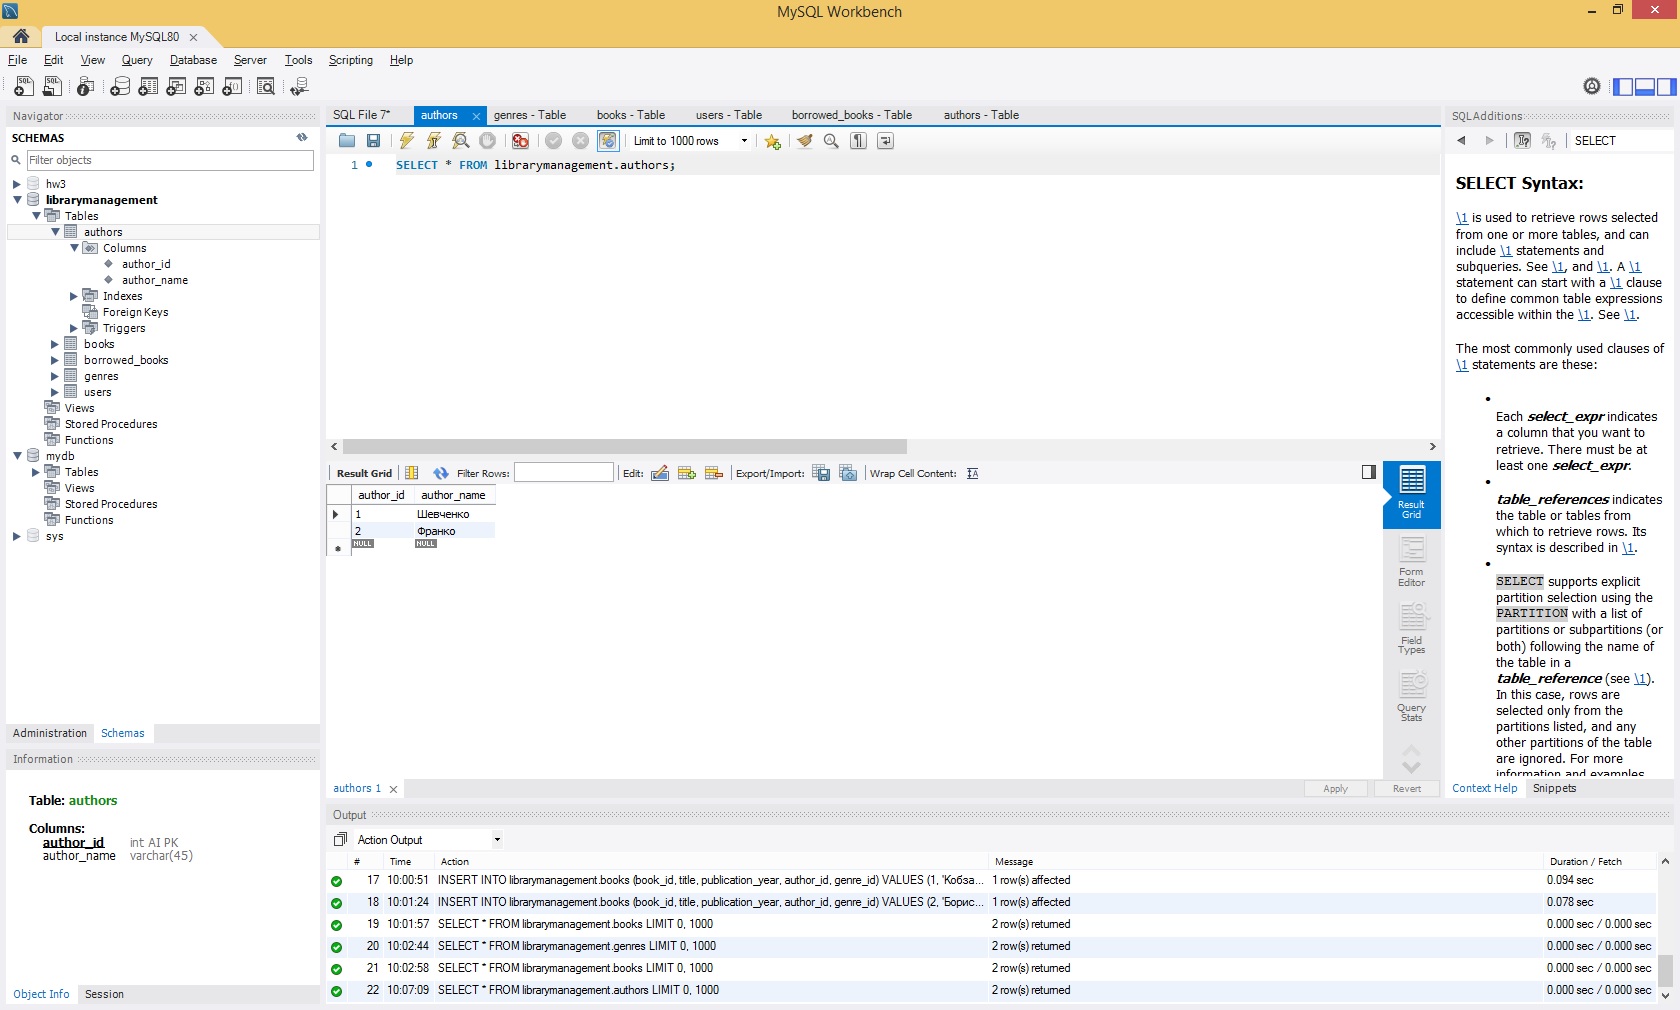 MySQL Workbench
Local instance MySQL80
File Edit View Query Database Server Tools Scripting Help
Navigator
SCHEMAS
Filter objects
hw3
librarymanagement
Tables
authors
Columns
author_id
author_name
Indexes
Foreign Keys
Triggers
books
borrowed_books
genres
users
Views
Stored Procedures
Functions
mydb
Tables
Views
Stored Procedures
Functions
sys
Administration Schemas
Information
Table: authors
Columns:
author_id int AI PK
author_name varchar(45)
Object Info Session
SQL File 7* authors genres - Table books - Table users - Table borrowed_books - Table authors - Table
Limit to 1000 rows
1 SELECT * FROM librarymanagement.authors;
Result Grid Filter Rows: Edit: Export/Import: Wrap Cell Content:
author_id author_name
1 Шевченко
2 Франко
NULL NULL
Result Grid
Form Editor
Field Types
Query Stats
authors 1 Apply Revert
Output
Action Output
# Time Action Message Duration / Fetch
17 10:00:51 INSERT INTO librarymanagement.books (book_id, title, publication_year, author_id, genre_id) VALUES (1, 'Кобза... 1 row(s) affected 0.094 sec
18 10:01:24 INSERT INTO librarymanagement.books (book_id, title, publication_year, author_id, genre_id) VALUES (2, 'Борис... 1 row(s) affected 0.078 sec
19 10:01:57 SELECT * FROM librarymanagement.books LIMIT 0, 1000 2 row(s) returned 0.000 sec / 0.000 sec
20 10:02:44 SELECT * FROM librarymanagement.genres LIMIT 0, 1000 2 row(s) returned 0.000 sec / 0.000 sec
21 10:02:58 SELECT * FROM librarymanagement.books LIMIT 0, 1000 2 row(s) returned 0.000 sec / 0.000 sec
22 10:07:09 SELECT * FROM librarymanagement.authors LIMIT 0, 1000 2 row(s) returned 0.000 sec / 0.000 sec
SQLAdditions
SELECT
SELECT Syntax:
\1 is used to retrieve rows selected
from one or more tables, and can
include \1 statements and
subqueries. See \1, and \1. A \1
statement can start with a \1 clause
to define common table expressions
accessible within the \1. See \1.
The most commonly used clauses of
\1 statements are these:
•
Each select_expr indicates
a column that you want to
retrieve. There must be at
least one select_expr.
•
table_references indicates
the table or tables from
which to retrieve rows. Its
syntax is described in \1.
•
SELECT supports explicit
partition selection using the
PARTITION with a list of
partitions or subpartitions (or
both) following the name of
the table in a
table_reference (see \1).
In this case, rows are
selected only from the
partitions listed, and any
other partitions of the table
are ignored. For more
information and examples
Context Help Snippets